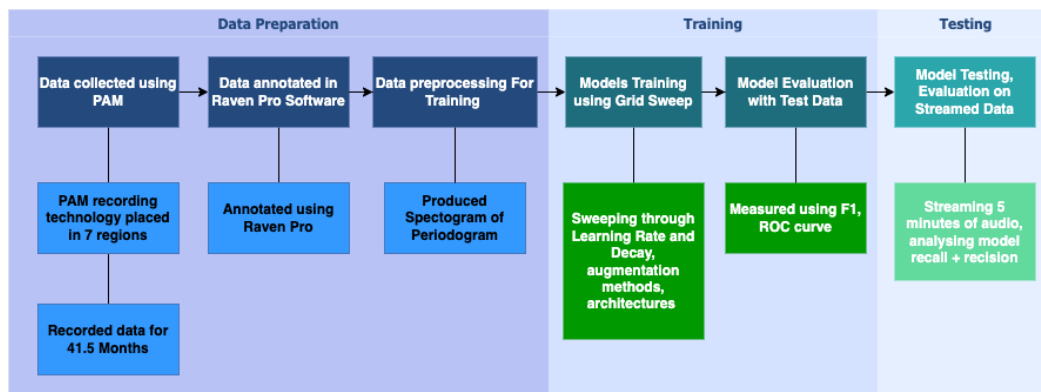 Data Preparation
Training
Testing
Data collected using
PAM
Data annotated in
Raven Pro Software
Data preprocessing For
Training
Models Training
using Grid Sweep
Model Evaluation
with Test Data
Model Testing,
Evaluation on
Streamed Data
PAM recording
technology placed
in 7 regions
Annotated using
Raven Pro
Produced
Spectogram of
Periodogram
Sweeping through
Learning Rate and
Decay,
augmentation
methods,
architectures
Measured using F1,
ROC curve
Streaming 5
minutes of audio,
analysing model
recall + recision
Recorded data for
41.5 Months